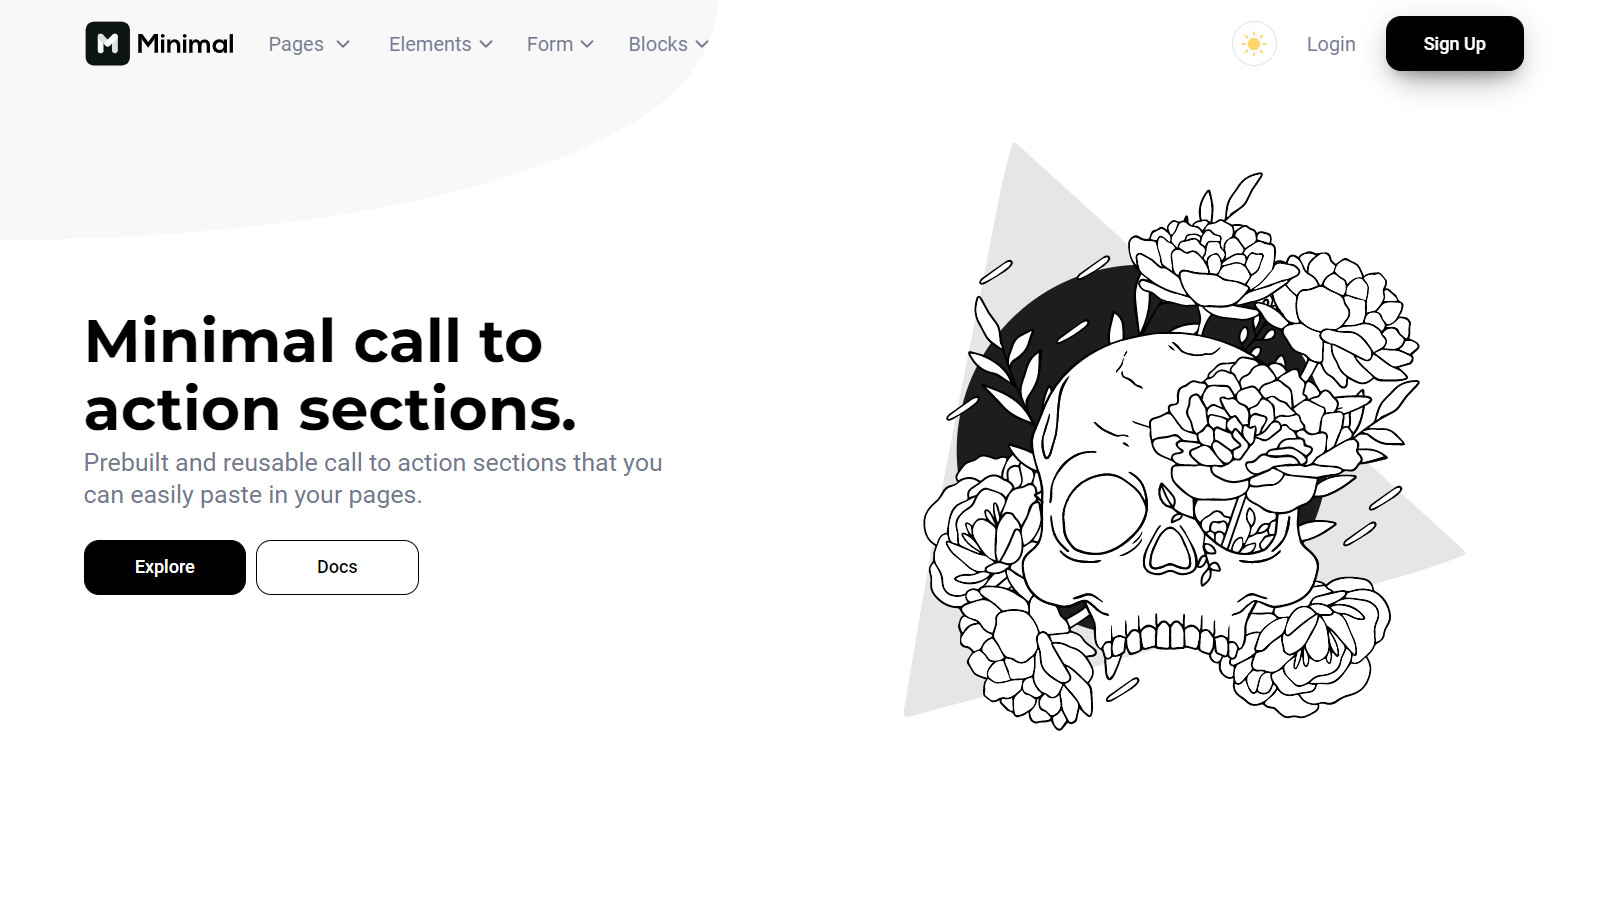 Minimal
Pages
Elements
Form
Blocks
Login
Sign Up
Minimal call to
action sections.
Prebuilt and reusable call to action sections that you
can easily paste in your pages.
Explore
Docs